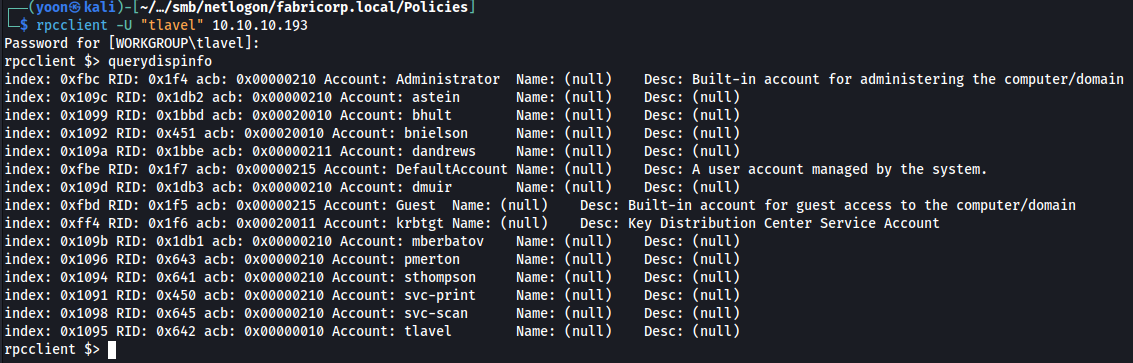 ┌──(yoon㉿kali)-[~/…/smb/netlogon/fabricorp.local/Policies]
└─$ rpcclient -U "tlavel" 10.10.10.193
Password for [WORKGROUP\tlavel]:
rpcclient $> querydispinfo
index: 0xfbc RID: 0x1f4 acb: 0x00000210 Account: Administrator Name: (null) Desc: Built-in account for administering the computer/domain
index: 0x109c RID: 0x1db2 acb: 0x00000210 Account: astein Name: (null) Desc: (null)
index: 0x1099 RID: 0x1bbd acb: 0x00020010 Account: bhult Name: (null) Desc: (null)
index: 0x1092 RID: 0x451 acb: 0x00020010 Account: bnielson Name: (null) Desc: (null)
index: 0x109a RID: 0x1bbe acb: 0x00000211 Account: dandrews Name: (null) Desc: (null)
index: 0xfbe RID: 0x1f7 acb: 0x00000215 Account: DefaultAccount Name: (null) Desc: A user account managed by the system.
index: 0x109d RID: 0x1db3 acb: 0x00000210 Account: dmuir Name: (null) Desc: (null)
index: 0xfbd RID: 0x1f5 acb: 0x00000215 Account: Guest Name: (null) Desc: Built-in account for guest access to the computer/domain
index: 0xff4 RID: 0x1f6 acb: 0x00020011 Account: krbtgt Name: (null) Desc: Key Distribution Center Service Account
index: 0x109b RID: 0x1db1 acb: 0x00000210 Account: mberbatov Name: (null) Desc: (null)
index: 0x1096 RID: 0x643 acb: 0x00000210 Account: pmerton Name: (null) Desc: (null)
index: 0x1094 RID: 0x641 acb: 0x00000210 Account: sthompson Name: (null) Desc: (null)
index: 0x1091 RID: 0x450 acb: 0x00000210 Account: svc-print Name: (null) Desc: (null)
index: 0x1098 RID: 0x645 acb: 0x00000210 Account: svc-scan Name: (null) Desc: (null)
index: 0x1095 RID: 0x642 acb: 0x00000010 Account: tlavel Name: (null) Desc: (null)
rpcclient $>